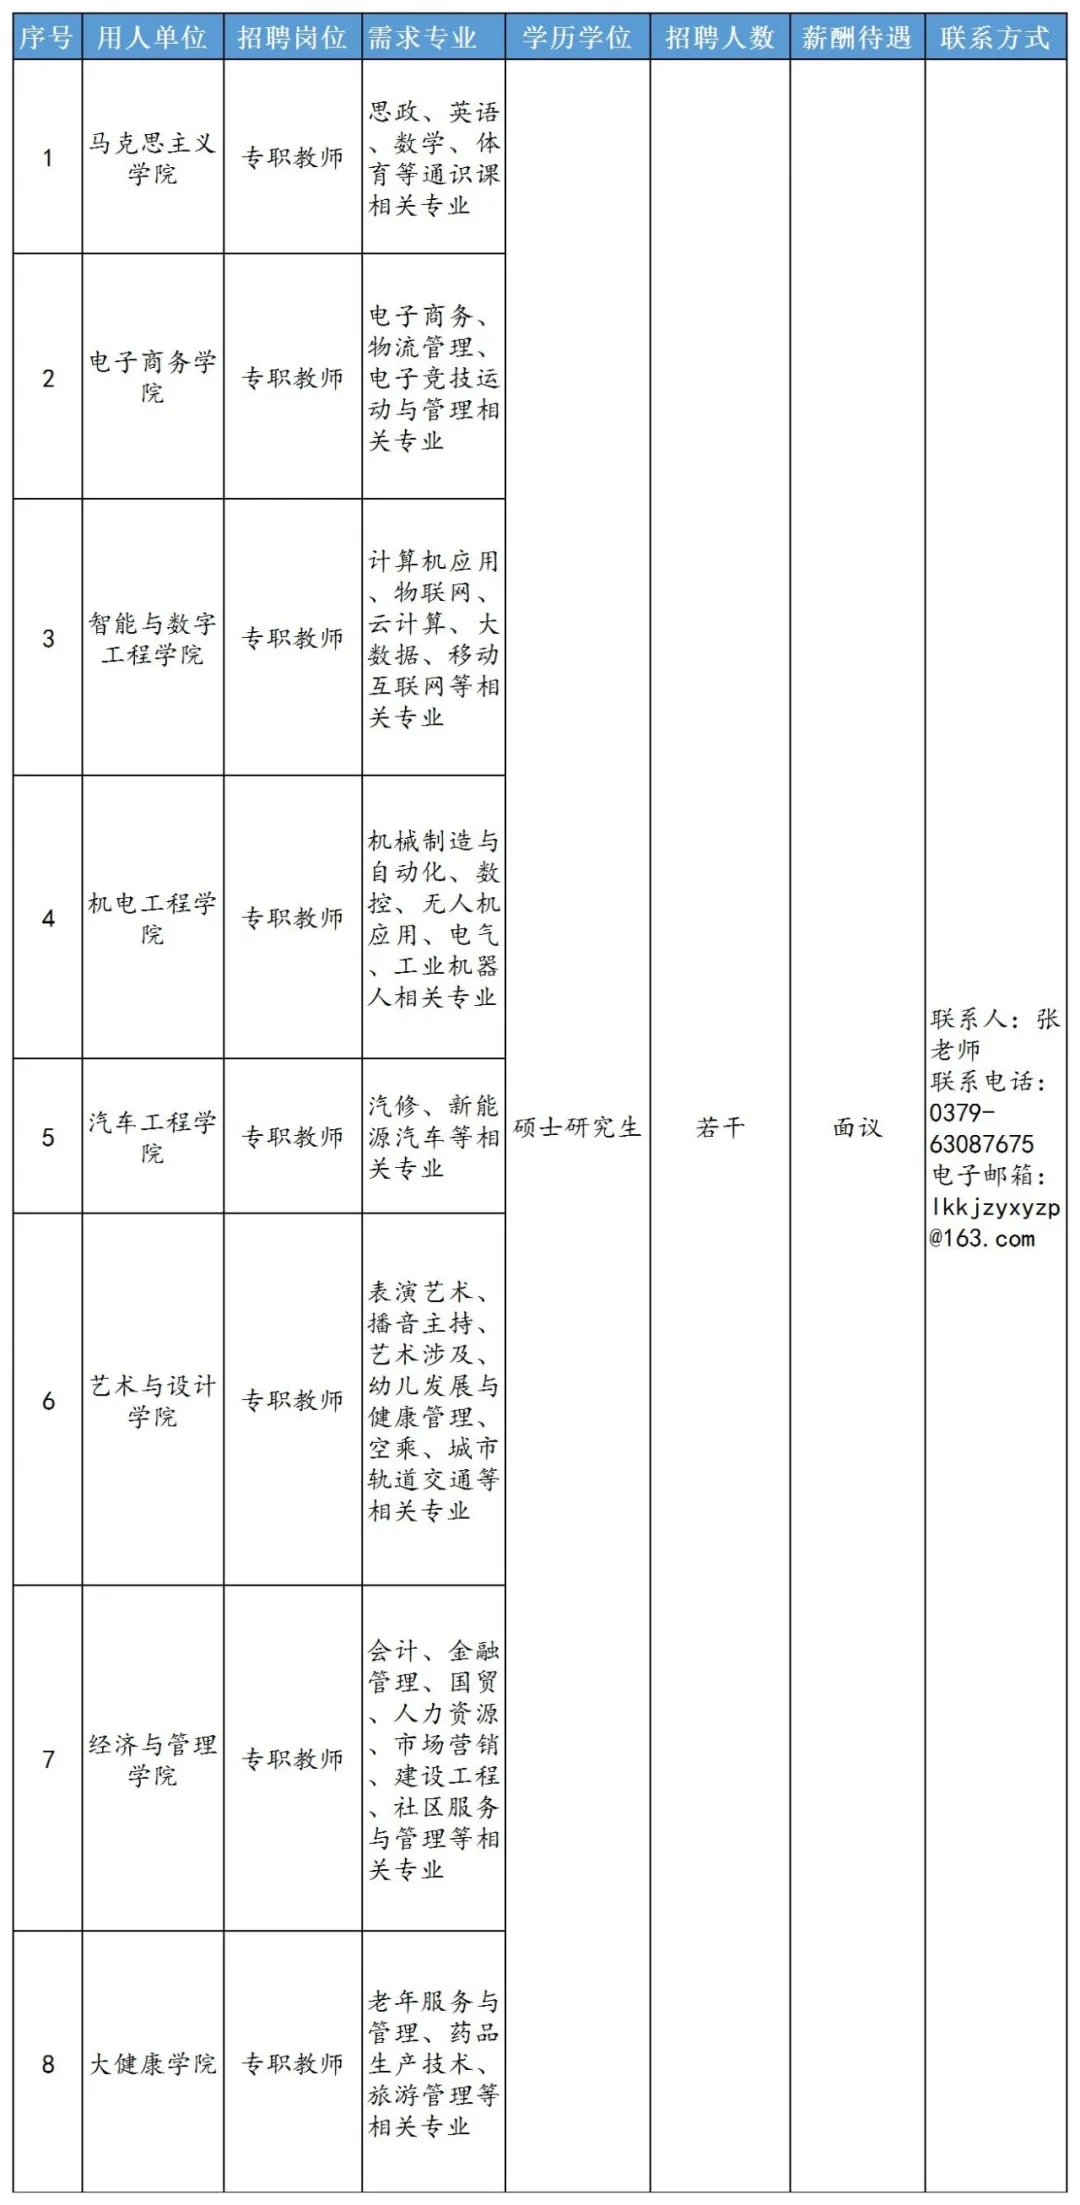 序号 用人单位 招聘岗位 需求专业 学历学位 招聘人数 薪酬待遇 联系方式
1
马克思主义
学院
专职教师
思政、英语
、数学、体
育等通识课
相关专业
2
电子商务学
院
专职教师
电子商务、
物流管理、
电子竞技运
动与管理相
关专业
3
智能与数字
工程学院
专职教师
计算机应用
、物联网、
云计算、大
数据、移动
互联网等相
关专业
4
机电工程学
院
专职教师
机械制造与
自动化、数
控、无人机
应用、电气
、工业机器
人相关专业
5
汽车工程学
院
专职教师
汽修、新能
源汽车等相
关专业
6
艺术与设计
学院
专职教师
表演艺术、
播音主持、
艺术涉及、
幼儿发展与
健康管理、
空乘、城市
轨道交通等
相关专业
7
经济与管理
学院
专职教师
会计、金融
管理、国贸
、人力资源
、市场营销
、建设工程
、社区服务
与管理等相
关专业
8
大健康学院
专职教师
老年服务与
管理、药品
生产技术、
旅游管理等
相关专业
硕士研究生
若干
面议
联系人：张
老师
联系电话：
0379-
63087675
电子邮箱：
lkkjzyxyzp
@163.com